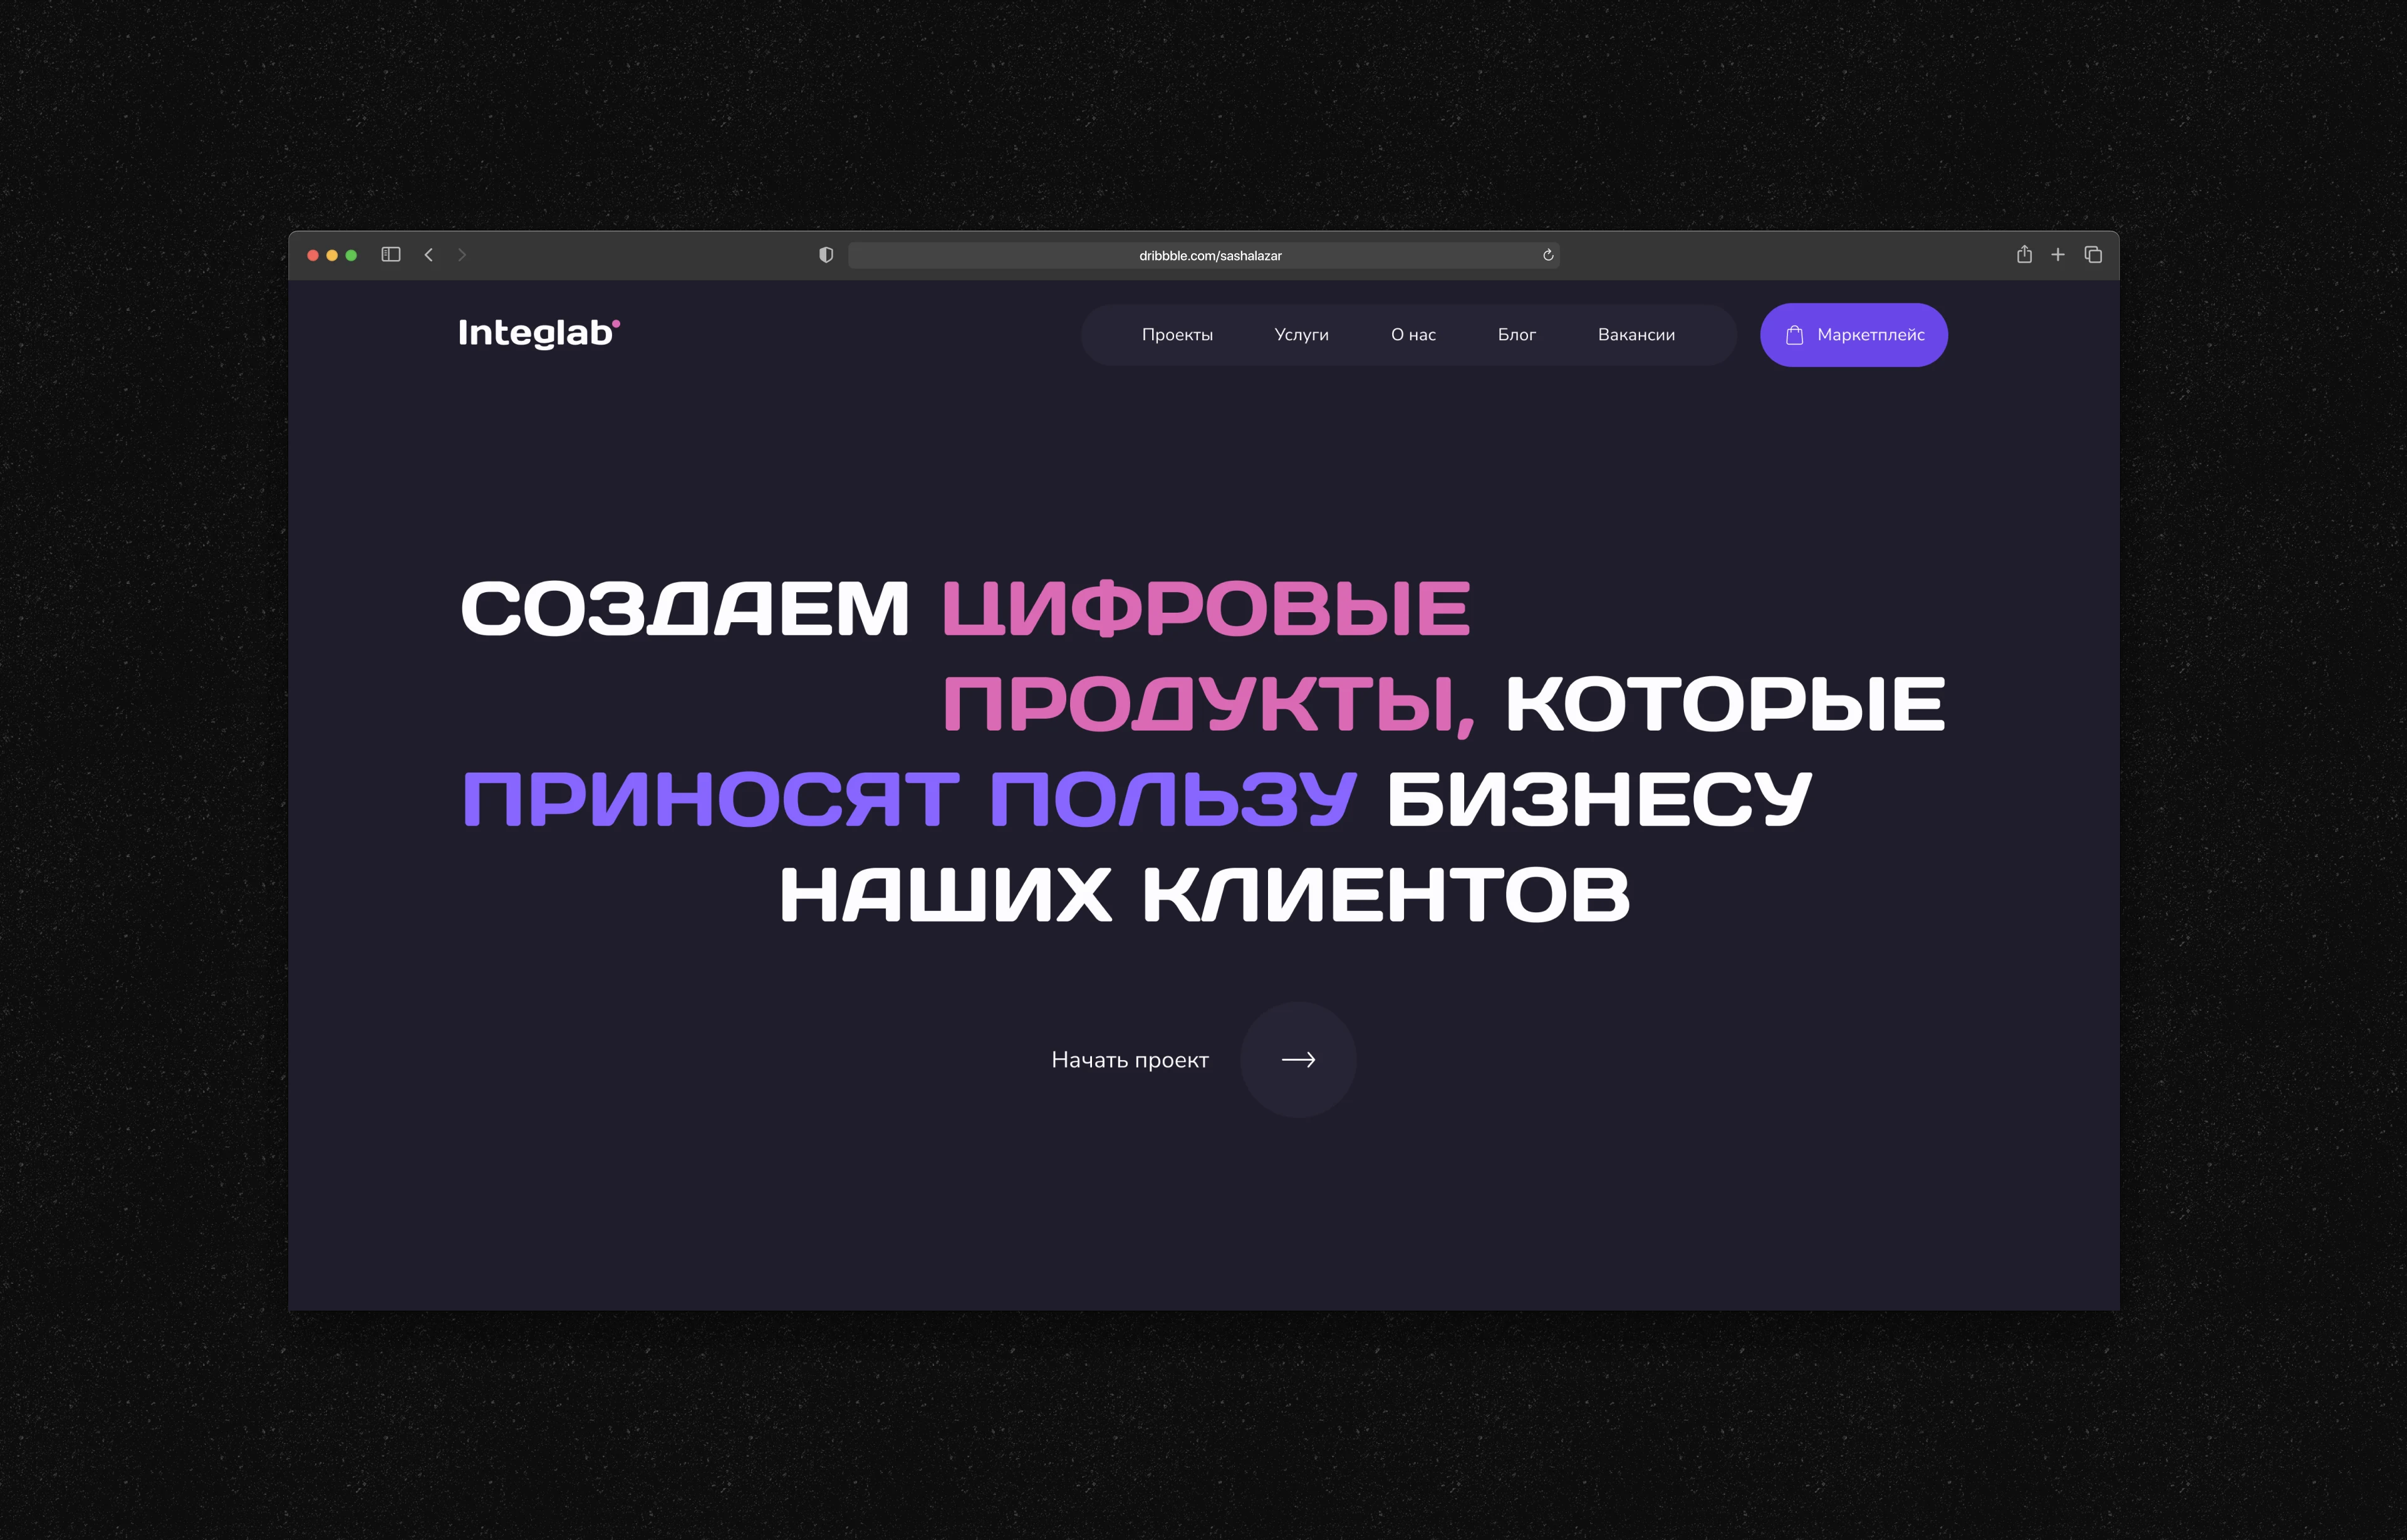 dribbble.com/sashalazar
Integlab
Проекты Услуги О нас Блог Вакансии Маркетплейс
СОЗДАЕМ ЦИФРОВЫЕ
ПРОДУКТЫ, КОТОРЫЕ
ПРИНОСЯТ ПОЛЬЗУ БИЗНЕСУ
НАШИХ КЛИЕНТОВ
Начать проект